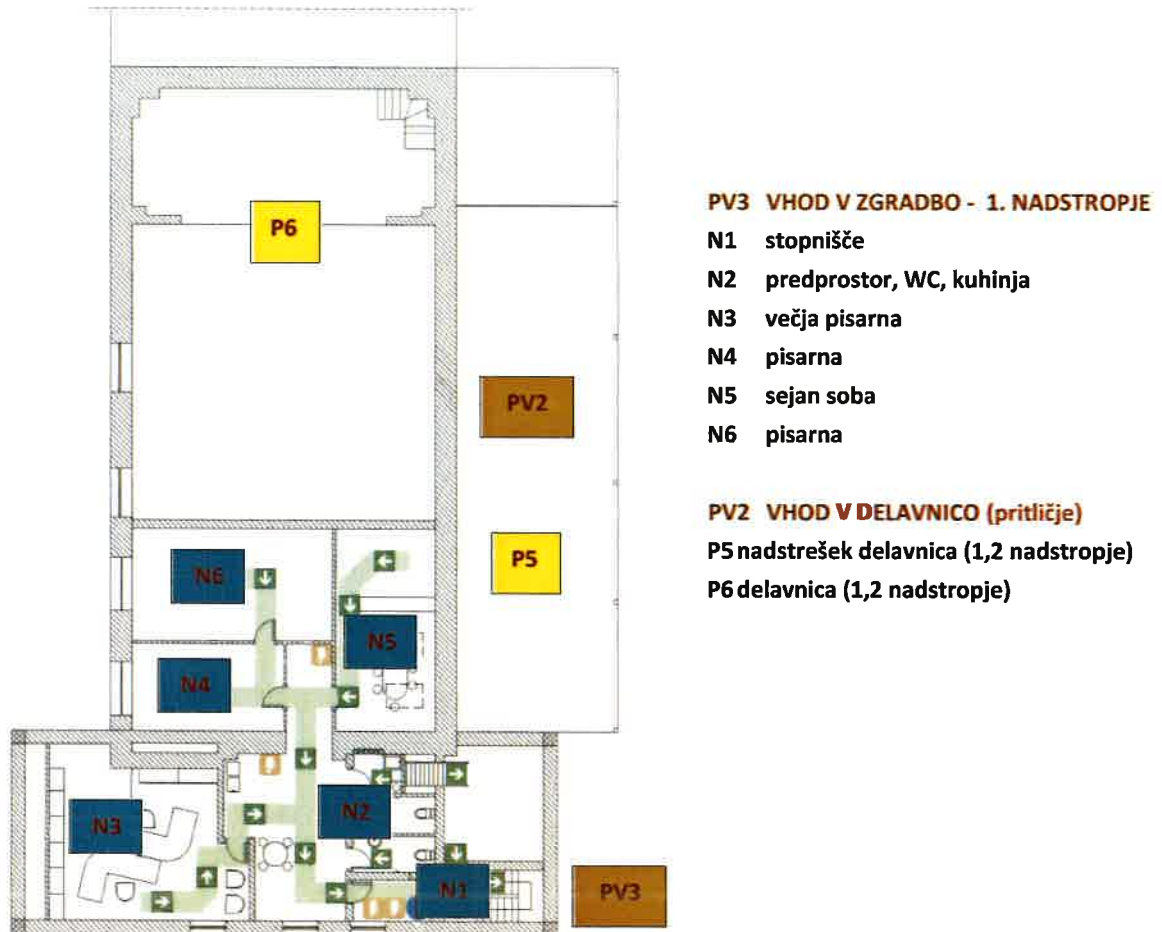 P6
PV2
P5
N6
N5
N4
N3
N2
N1
PV3
PV3 VHOD V ZGRADBO - 1. NADSTROPJE
N1 stopnišče
N2 predprostor, WC, kuhinja
N3 večja pisarna
N4 pisarna
N5 sejan soba
N6 pisarna
PV2 VHOD V DELAVNICO (pritličje)
P5 nadstrešek delavnica (1,2 nadstropje)
P6 delavnica (1,2 nadstropje)